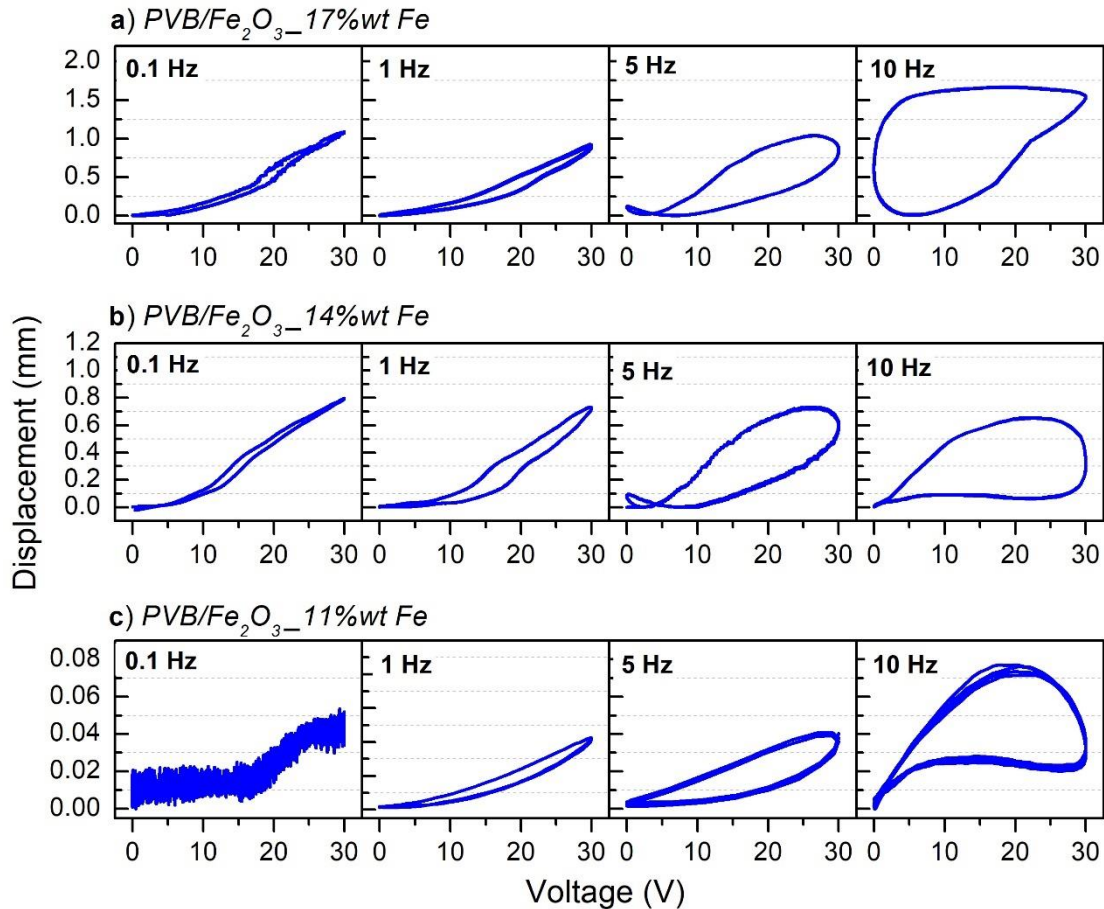 a) PVB/Fe₂O₃_17%wt Fe
0.1 Hz 1 Hz 5 Hz 10 Hz
2.0
1.5
1.0
0.5
0.0
0 10 20 30 0 10 20 30 0 10 20 30 0 10 20 30
b) PVB/Fe₂O₃_14%wt Fe
0.1 Hz 1 Hz 5 Hz 10 Hz
1.2
1.0
0.8
0.6
0.4
0.2
0.0
0 10 20 30 0 10 20 30 0 10 20 30 0 10 20 30
Displacement (mm)
c) PVB/Fe₂O₃_11%wt Fe
0.1 Hz 1 Hz 5 Hz 10 Hz
0.08
0.06
0.04
0.02
0.00
0 10 20 30 0 10 20 30 0 10 20 30 0 10 20 30
Voltage (V)